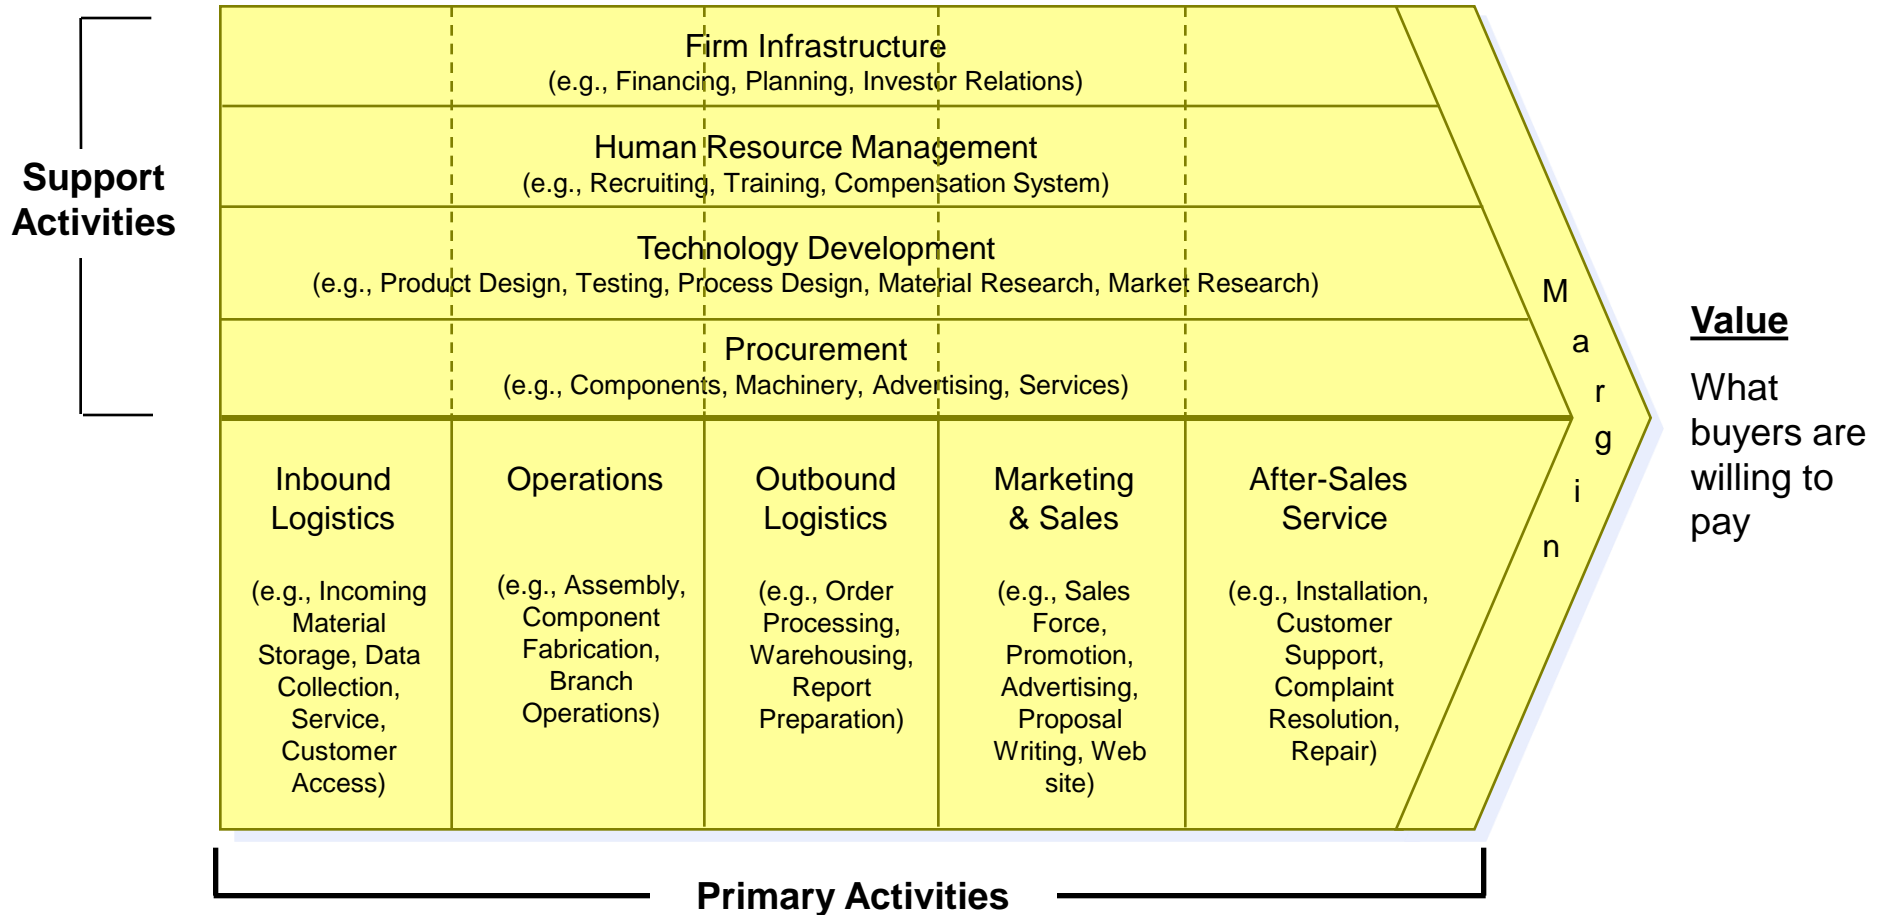 Support
Activities
Firm Infrastructure
(e.g., Financing, Planning, Investor Relations)
Human Resource Management
(e.g., Recruiting, Training, Compensation System)
Technology Development
(e.g., Product Design, Testing, Process Design, Material Research, Market Research)
Procurement
(e.g., Components, Machinery, Advertising, Services)
Inbound
Logistics
(e.g., Incoming
Material
Storage, Data
Collection,
Service,
Customer
Access)
Operations
(e.g., Assembly,
Component
Fabrication,
Branch
Operations)
Outbound
Logistics
(e.g., Order
Processing,
Warehousing,
Report
Preparation)
Marketing
& Sales
(e.g., Sales
Force,
Promotion,
Advertising,
Proposal
Writing, Web
site)
After-Sales
Service
(e.g., Installation,
Customer
Support,
Complaint
Resolution,
Repair)
M
a
r
g
i
n
Value
What
buyers are
willing to
pay
Primary Activities